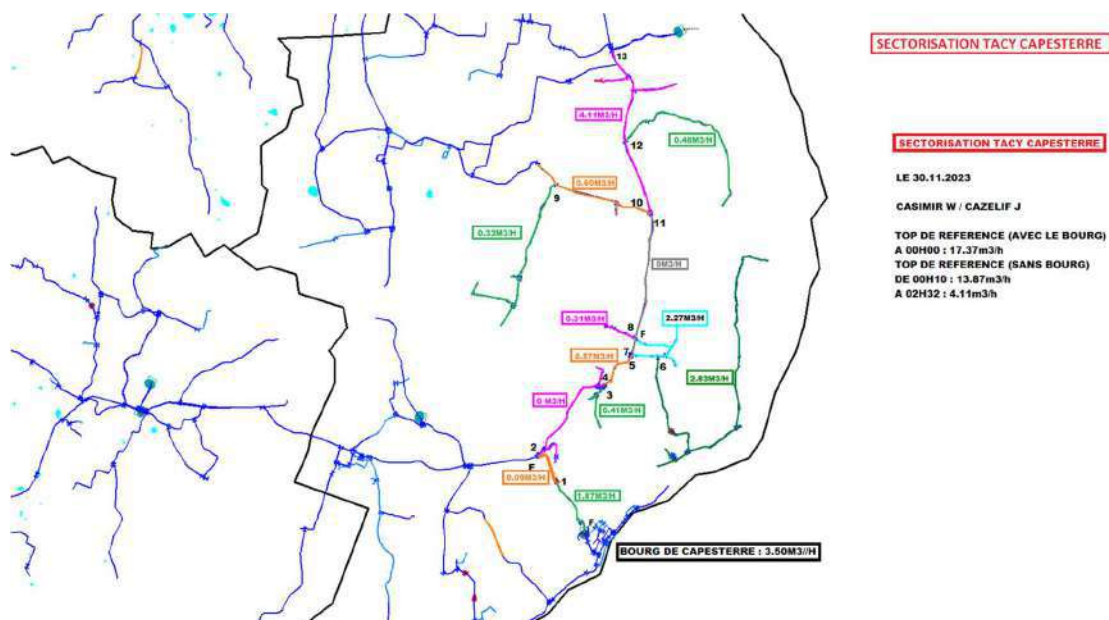 SECTORISATION TACY CAPESTERRE
SECTORISATION TACY CAPESTERRE
LE 30.11.2023
CASIMIR W / CAZELIF J
TOP DE REFERENCE (AVEC LE BOURG)
A 00H00 : 17.37m3/h
TOP DE REFERENCE (SANS BOURG)
DE 00H10 : 13.87m3/h
A 02H32 : 4.11m3/h
13
4.11M3/H
12
0.48M3/H
0.60M3/H
9
10
11
0.33M3/H
0M3/H
0.31M3/H
8
F
2.27M3/H
7
5
6
0.57M3/H
4
3
2.83M3/H
0 M3/H
0.41M3/H
2
F
0.09M3/H
1
1.87M3/H
F
BOURG DE CAPESTERRE : 3.50M3//H